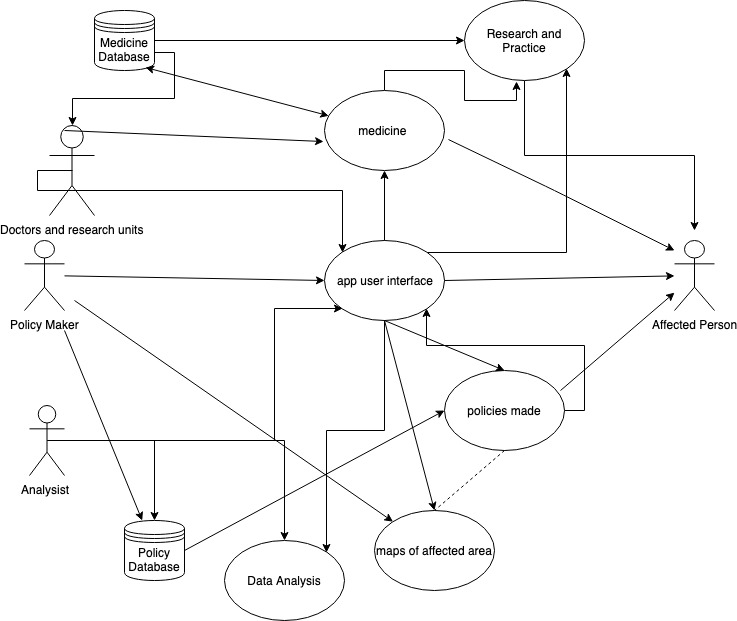 Research and
Practice
Medicine
Database
medicine
Doctors and research units
app user interface
Policy Maker
Affected Person
policies made
Analysist
Policy
Database
maps of affected area
Data Analysis